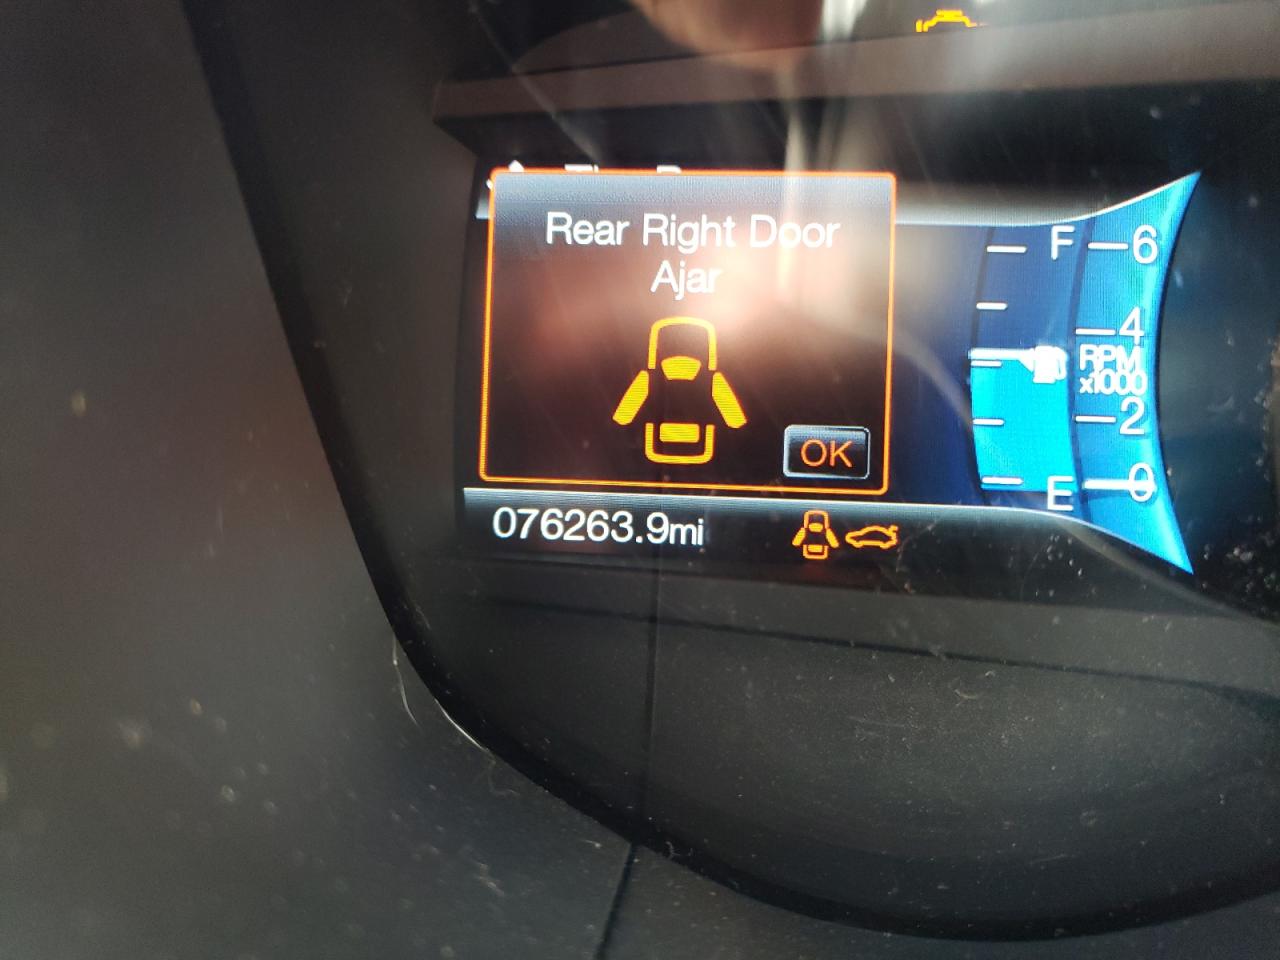 Rear Right Door
Ajar
OK
076263.9mi
F
E
6
4
RPM
x1000
2
0